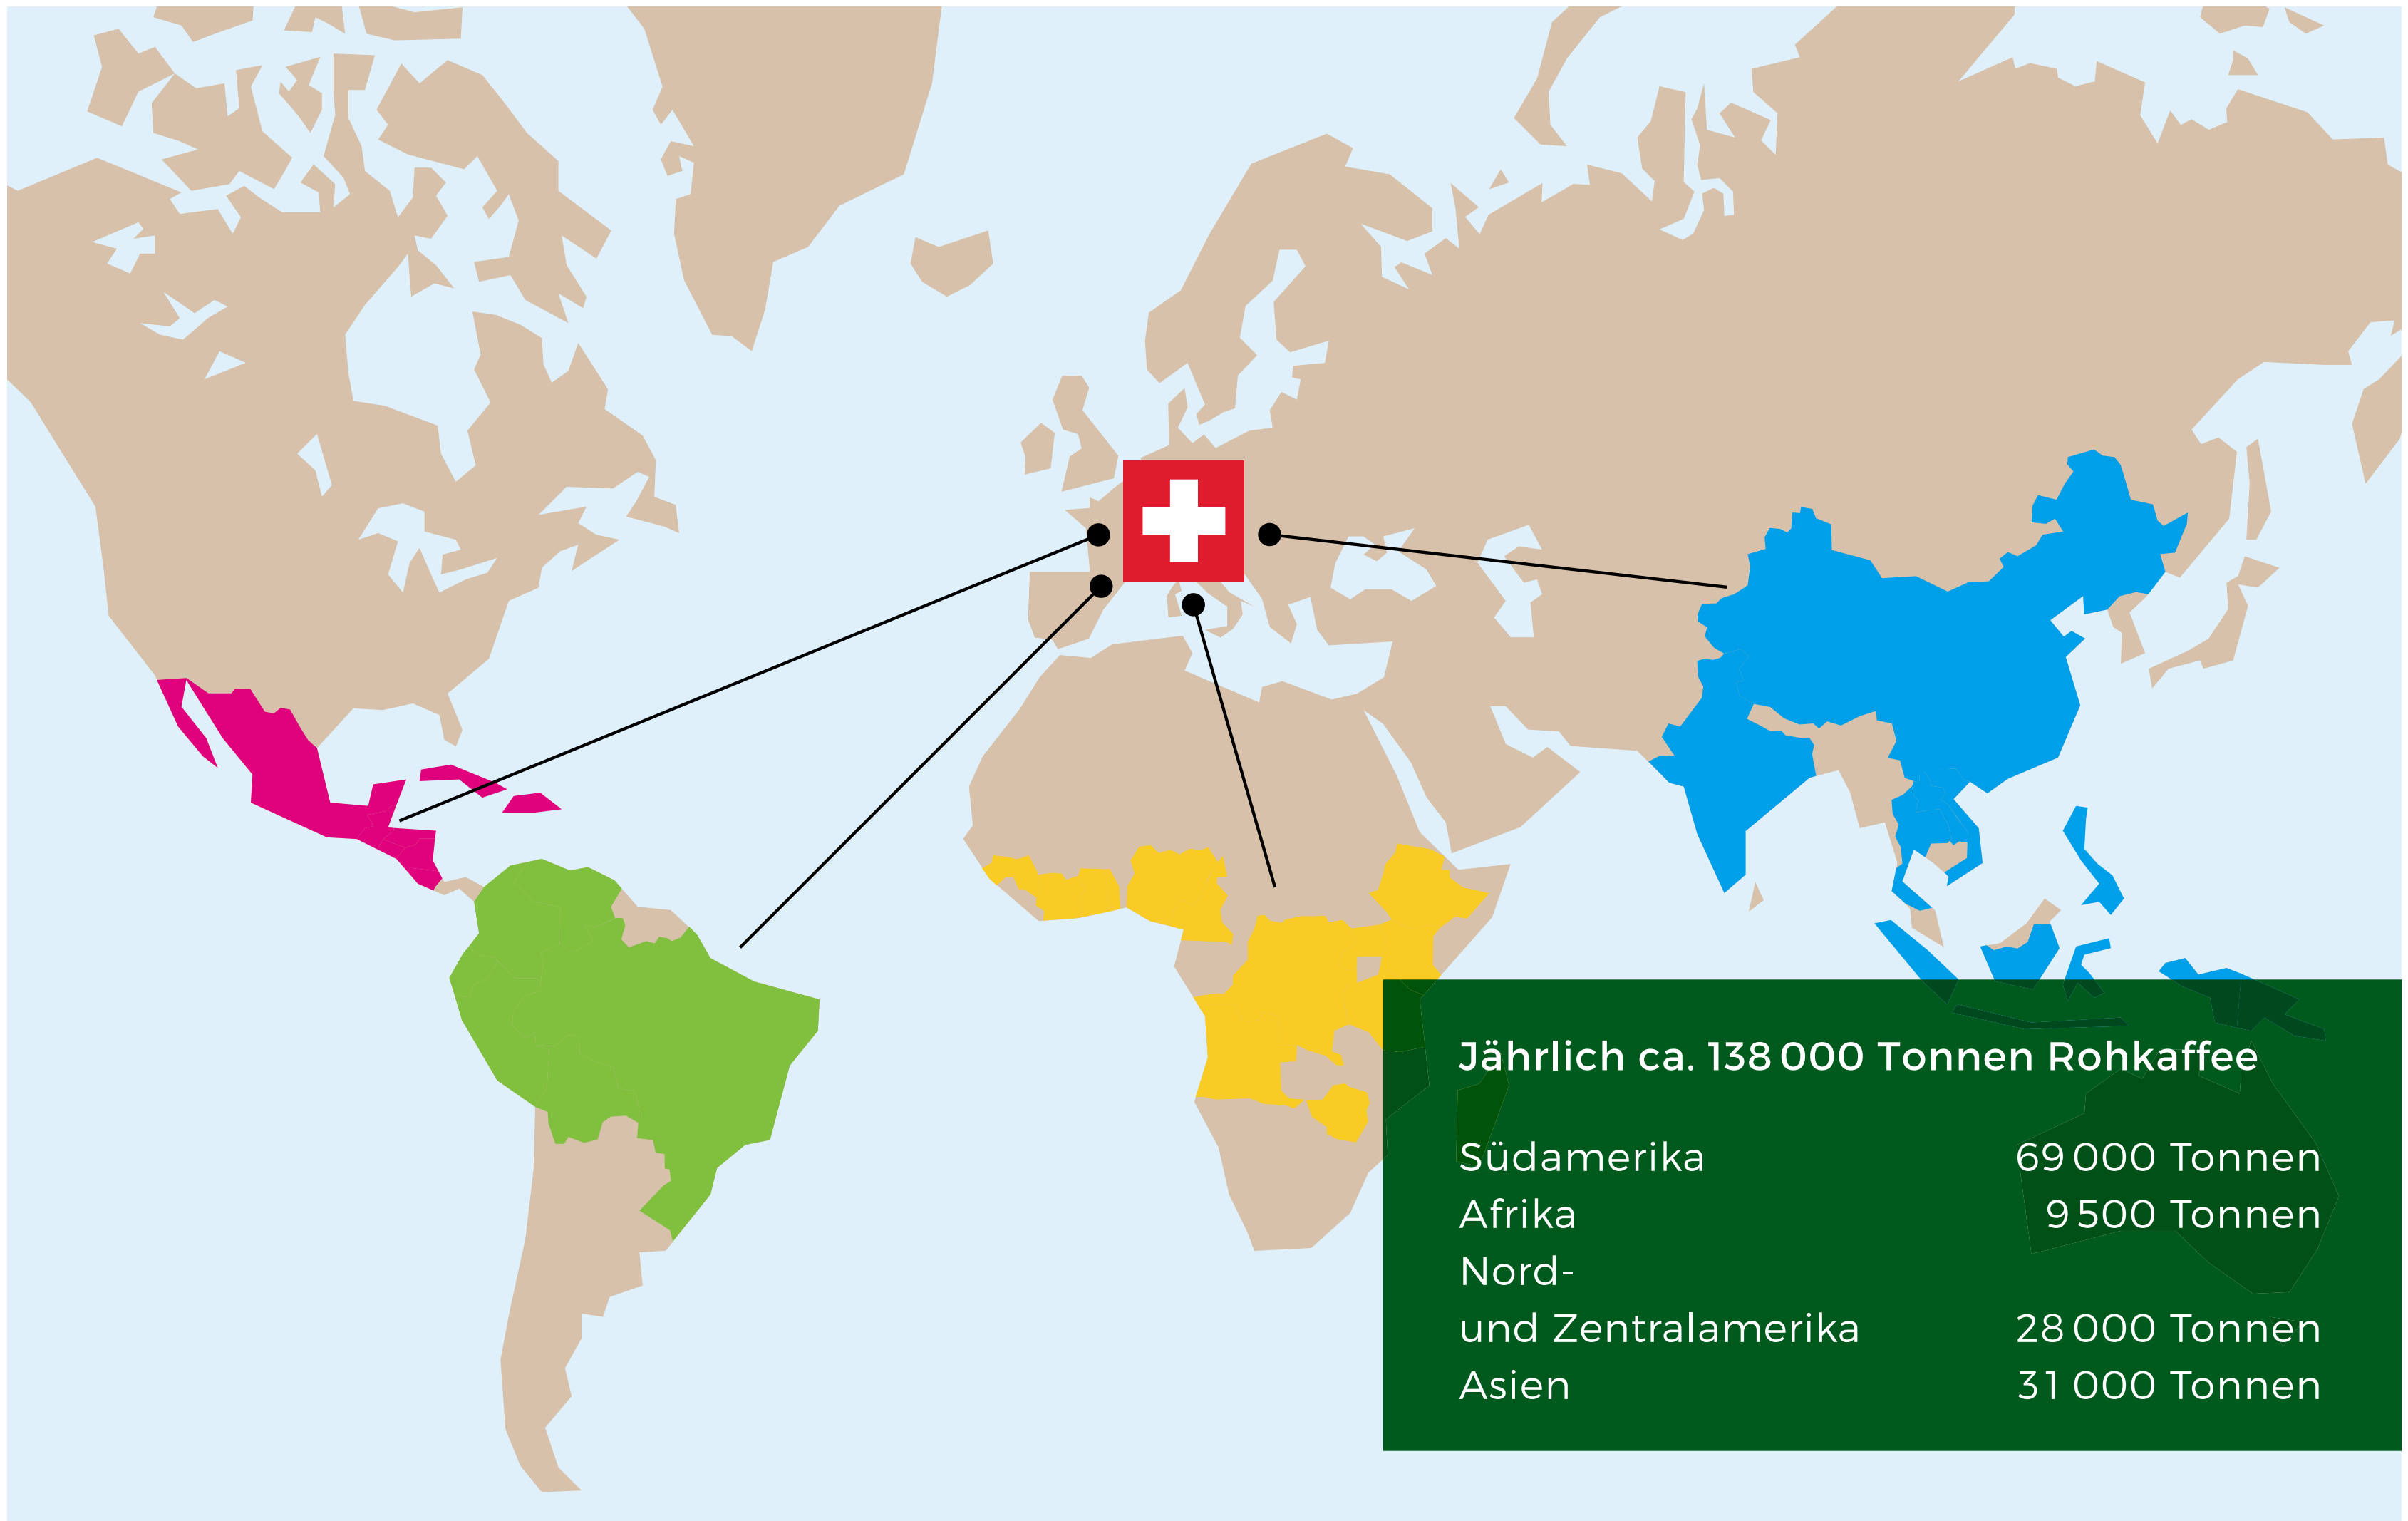 Jährlich ca. 138 000 Tonnen Rohkaffee
Südamerika 69 000 Tonnen
Afrika 9 500 Tonnen
Nord-
und Zentralamerika 28 000 Tonnen
Asien 31 000 Tonnen